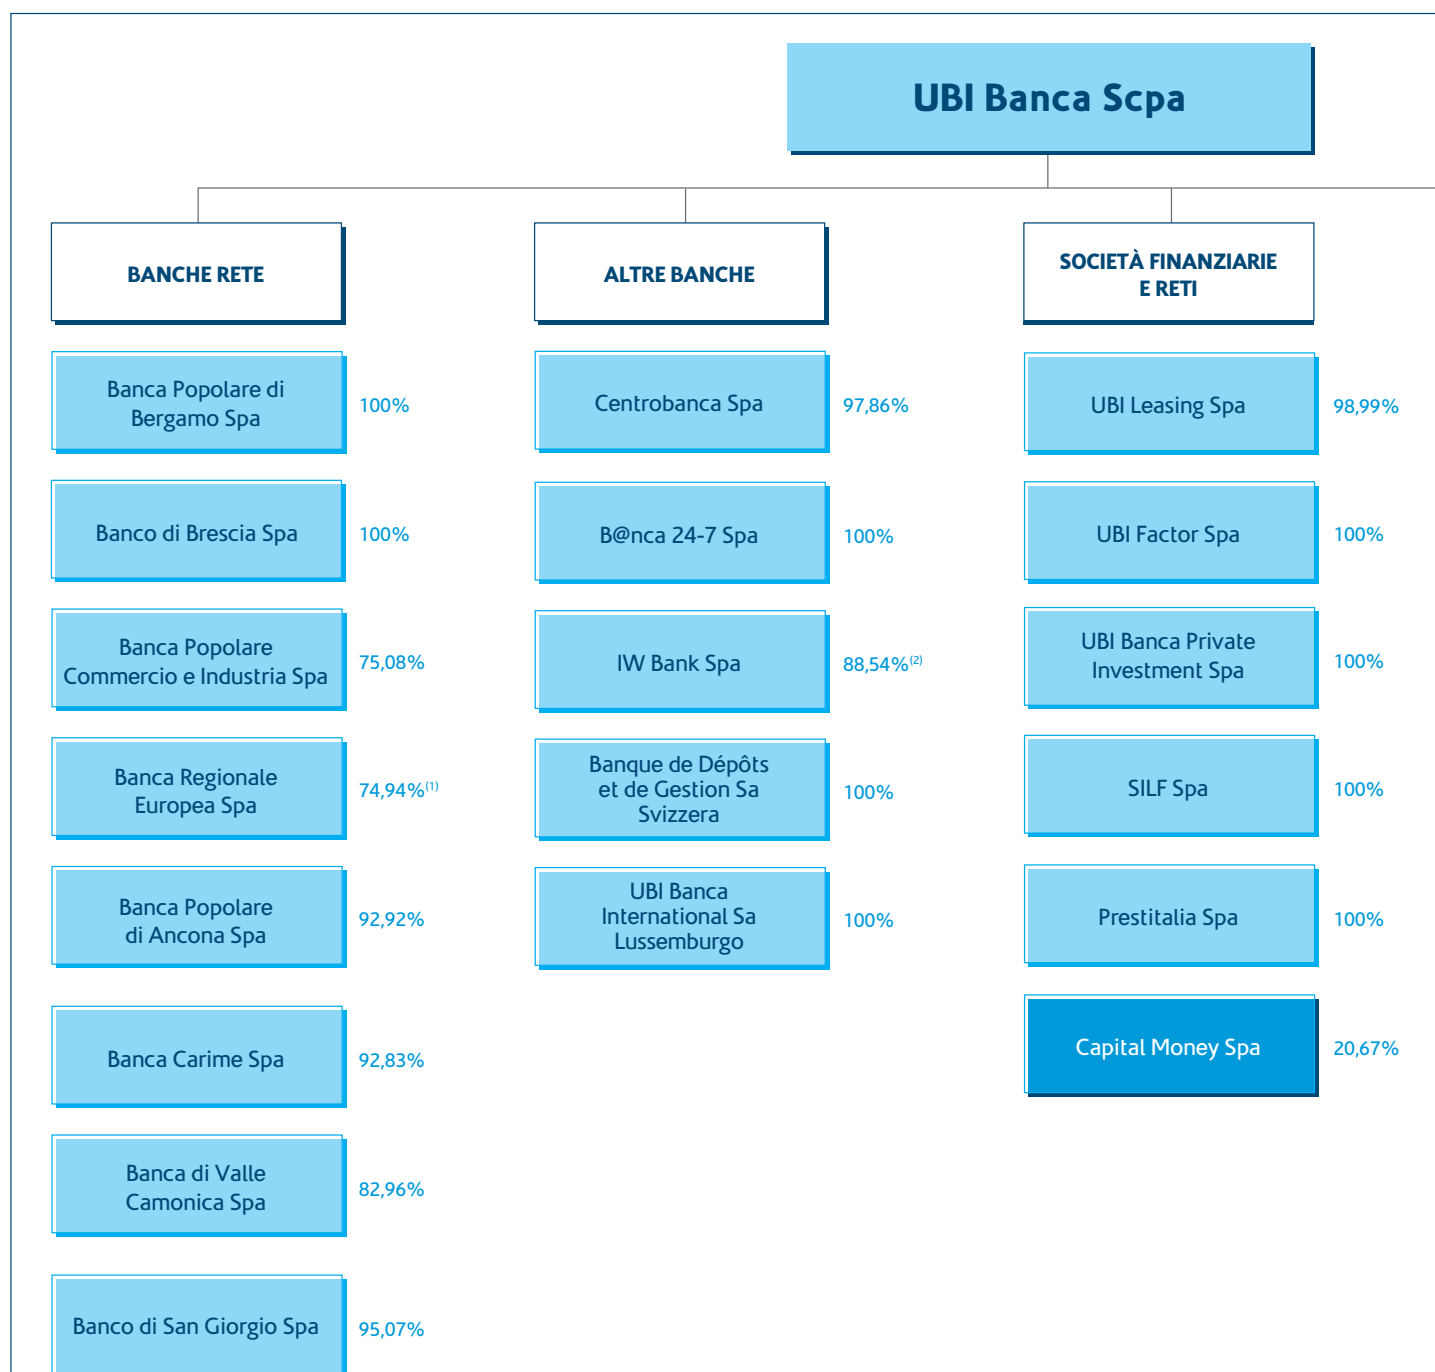 UBI Banca Scpa
BANCHE RETE
Banca Popolare di
Bergamo Spa
100%
Banco di Brescia Spa
100%
Banca Popolare
Commercio e Industria Spa
75,08%
Banca Regionale
Europea Spa
74,94%(1)
Banca Popolare
di Ancona Spa
92,92%
Banca Carime Spa
92,83%
Banca di Valle
Camonica Spa
82,96%
Banco di San Giorgio Spa
95,07%
ALTRE BANCHE
Centrobanca Spa
97,86%
B@nca 24-7 Spa
100%
IW Bank Spa
88,54%(2)
Banque de Dépôts
et de Gestion Sa
Svizzera
100%
UBI Banca
International Sa
Lussemburgo
100%
SOCIETÀ FINANZIARIE
E RETI
UBI Leasing Spa
98,99%
UBI Factor Spa
100%
UBI Banca Private
Investment Spa
100%
SILF Spa
100%
Prestitalia Spa
100%
Capital Money Spa
20,67%